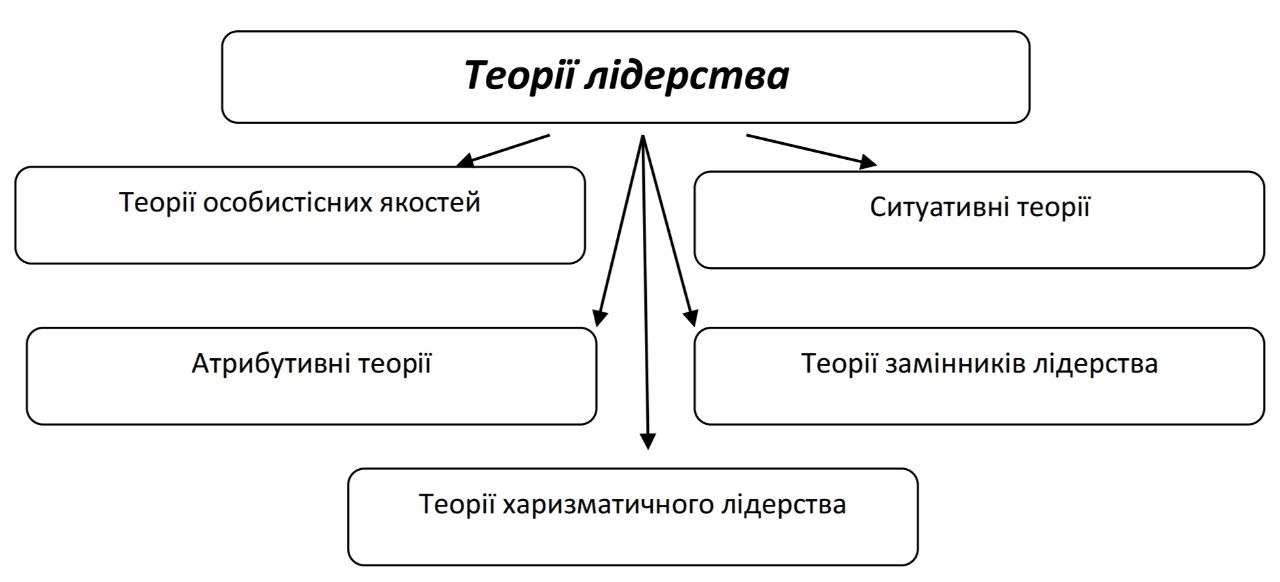 Теорії лідерства
Теорії особистісних якостей
Ситуативні теорії
Атрибутивні теорії
Теорії замінників лідерства
Теорії харизматичного лідерства